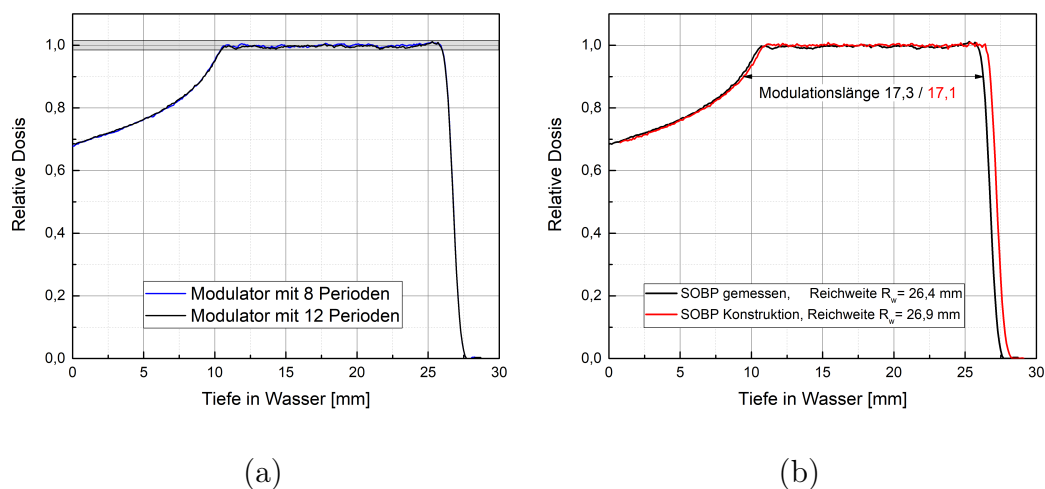 1,0
0,8
0,6
0,4
0,2
0,0
Relative Dosis
Modulator mit 8 Perioden
Modulator mit 12 Perioden
0 5 10 15 20 25 30
Tiefe in Wasser [mm]
(a)
1,0
0,8
0,6
0,4
0,2
0,0
Relative Dosis
Modulationslänge 17,3 / 17,1
SOBP gemessen, Reichweite Rw= 26,4 mm
SOBP Konstruktion, Reichweite Rw= 26,9 mm
0 5 10 15 20 25 30
Tiefe in Wasser [mm]
(b)